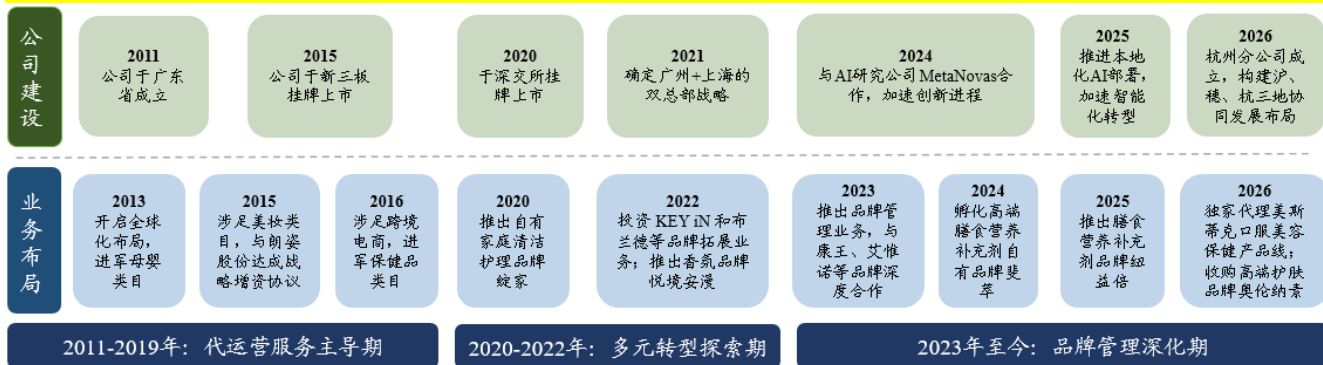 公司建设
2011
公司于广东
省成立
2015
公司于新三板
挂牌上市
2020
于深交所挂
牌上市
2021
确定广州+上海的
双总部战略
2024
与AI研究公司MetaNovas合
作，加速创新进程
2025
推进本地
化AI部署，
加速智能
化转型
2026
杭州分公司成
立，构建沪、
穗、杭三地协
同发展布局
业务布局
2013
开启全球
化布局，
进军母婴
类目
2015
涉足美妆类
目，与朗姿
股份达成战
略增资协议
2016
涉足跨境
电商，进
军保健品
类目
2020
推出自有
家庭清洁
护理品牌
绽家
2022
投资 KEY iN 和布
兰德等品牌拓展业
务；推出香氛品牌
悦境安漫
2023
推出品牌管
理业务，与
康王、艾惟
诺等品牌深
度合作
2024
孵化高端
膳食营养
补充剂自
有品牌斐
萃
2025
推出膳食
营养补充
剂品牌纽
益倍
2026
独家代理美斯
蒂克口服美容
保健产品线；
收购高端护肤
品牌奥伦纳素
2011-2019年：代运营服务主导期
2020-2022年：多元转型探索期
2023年至今：品牌管理深化期